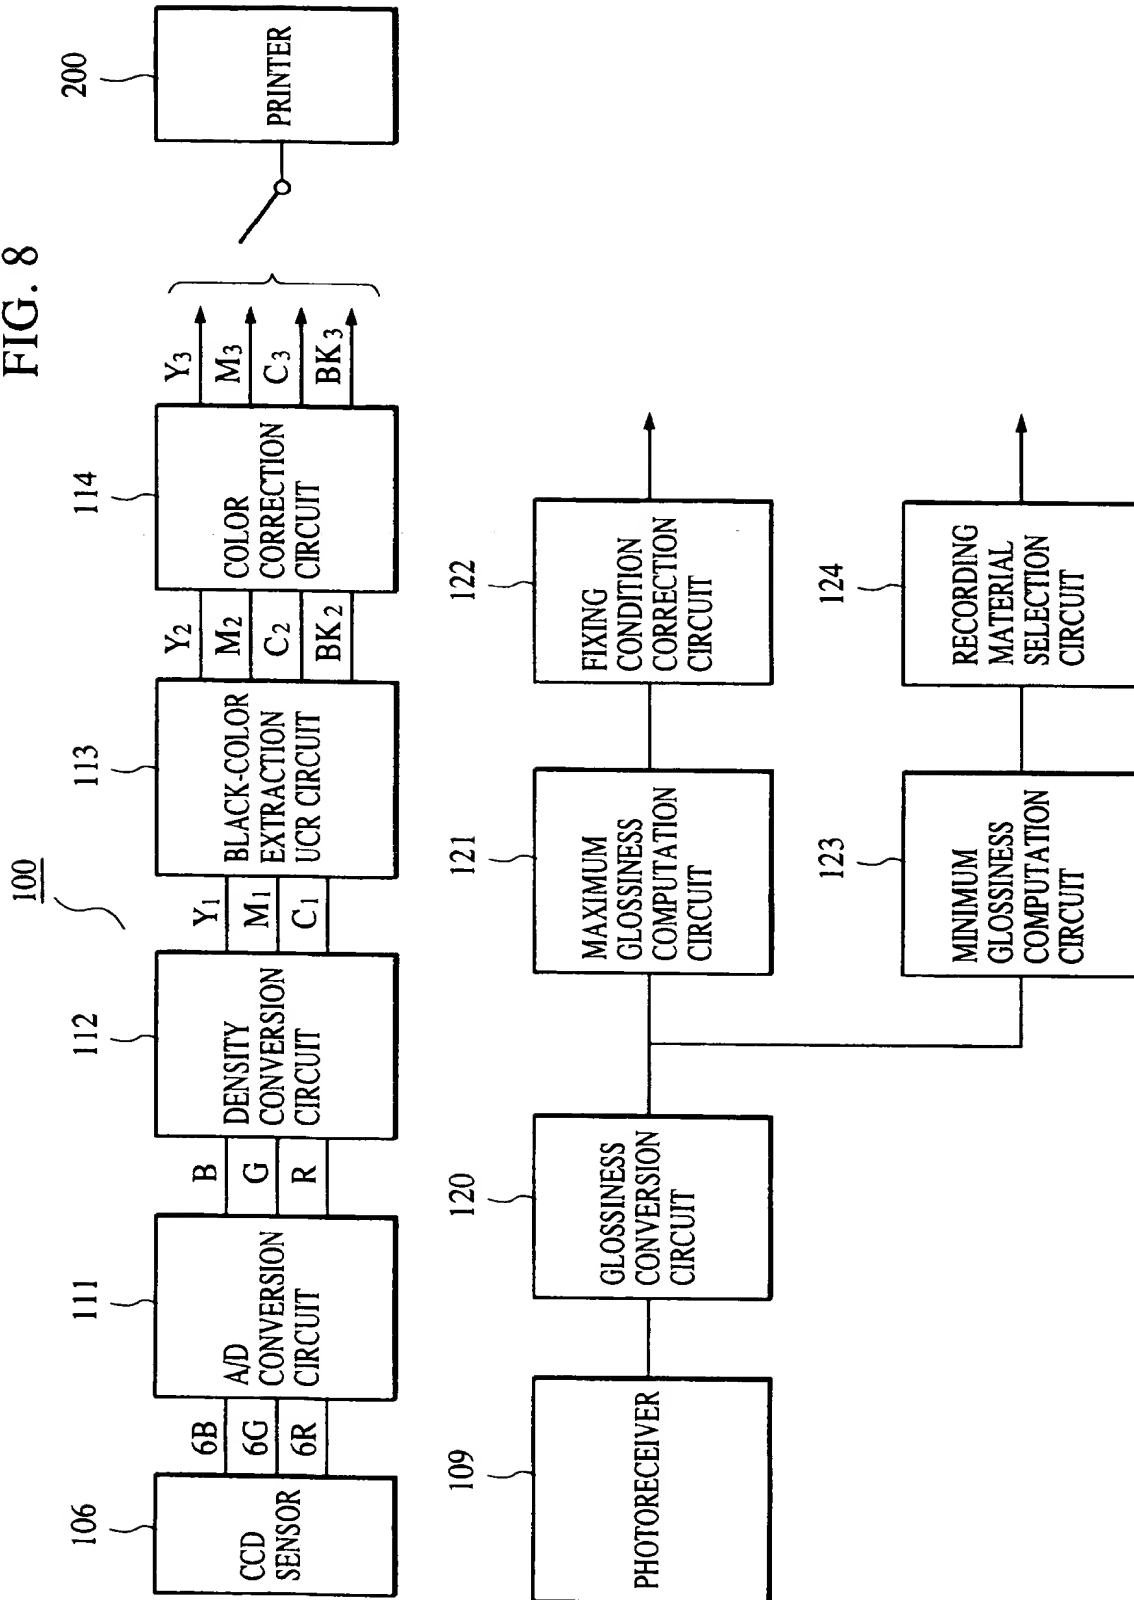 FIG. 8
100
106
CCD
SENSOR
6B
6G
6R
111
A/D
CONVERSION
CIRCUIT
B
G
R
112
DENSITY
CONVERSION
CIRCUIT
Y1
M1
C1
113
BLACK-COLOR
EXTRACTION
UCR CIRCUIT
Y2
M2
C2
BK2
114
COLOR
CORRECTION
CIRCUIT
Y3
M3
C3
BK3
200
PRINTER
109
PHOTORECEIVER
120
GLOSSINESS
CONVERSION
CIRCUIT
121
MAXIMUM
GLOSSINESS
COMPUTATION
CIRCUIT
122
FIXING
CONDITION
CORRECTION
CIRCUIT
123
MINIMUM
GLOSSINESS
COMPUTATION
CIRCUIT
124
RECORDING
MATERIAL
SELECTION
CIRCUIT